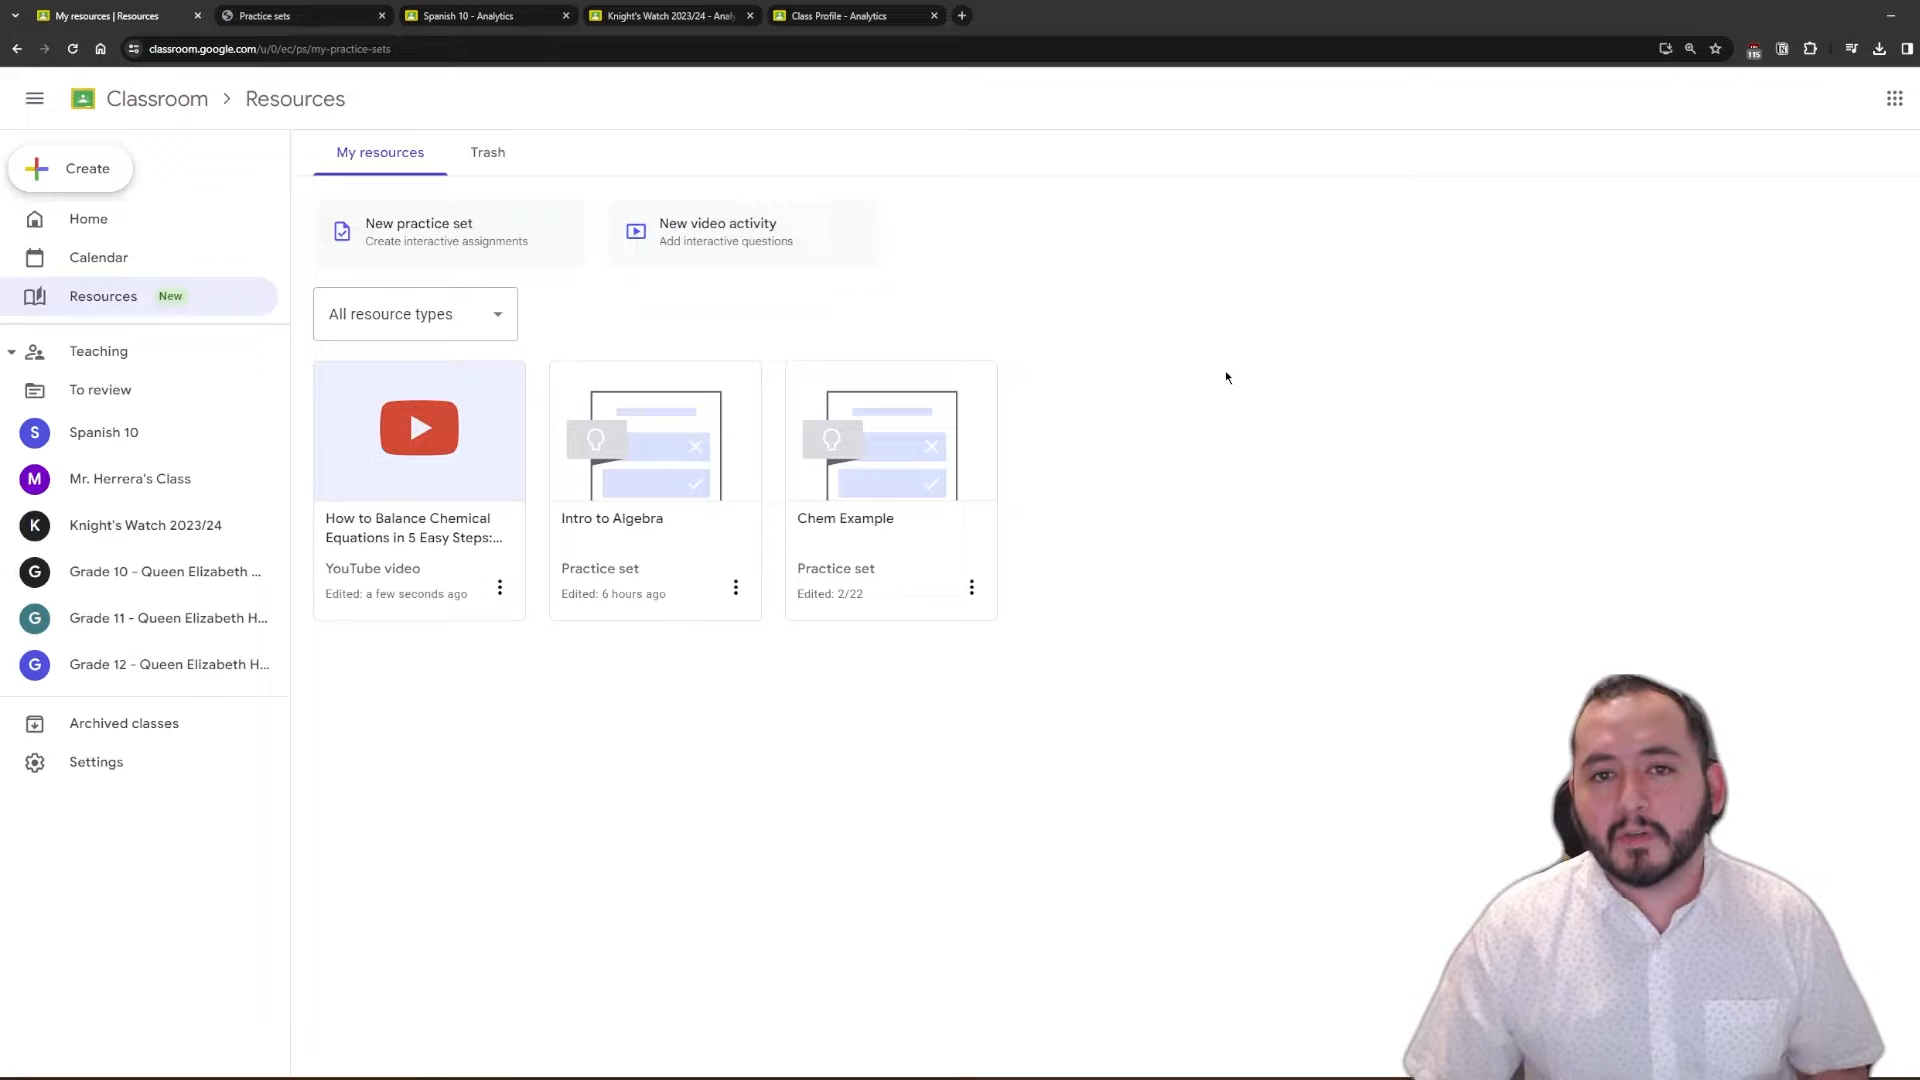 My resources | Resources
Practice sets
Spanish 10 - Analytics
Knight's Watch 2023/24 - Analy
Class Profile - Analytics
classroom.google.com/u/0/ec/ps/my-practice-sets
115
Classroom > Resources
Create
Home
Calendar
Resources New
Teaching
To review
S Spanish 10
M Mr. Herrera's Class
K Knight's Watch 2023/24
G Grade 10 - Queen Elizabeth ...
G Grade 11 - Queen Elizabeth H...
G Grade 12 - Queen Elizabeth H...
Archived classes
Settings
My resources
Trash
New practice set
Create interactive assignments
New video activity
Add interactive questions
All resource types
How to Balance Chemical
Equations in 5 Easy Steps:...
YouTube video
Edited: a few seconds ago
Intro to Algebra
Practice set
Edited: 6 hours ago
Chem Example
Practice set
Edited: 2/22